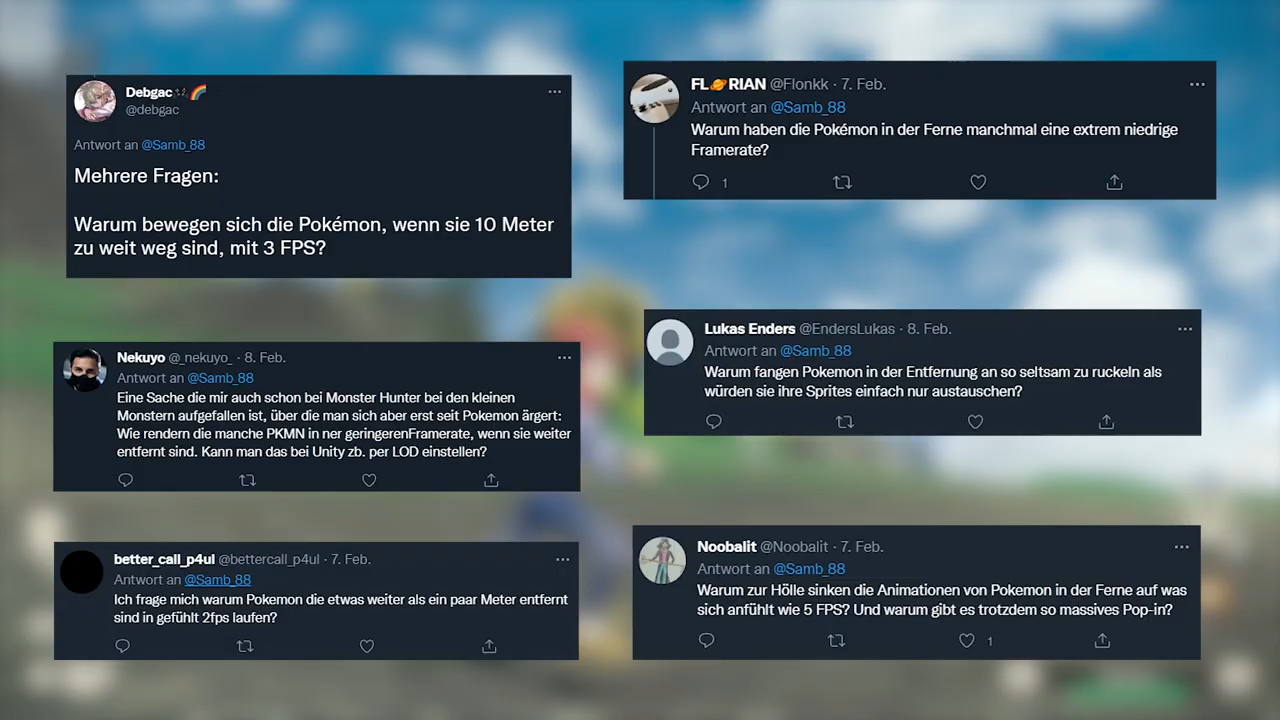 Debgac
@debgac
Antwort an @Samb_88
Mehrere Fragen:
Warum bewegen sich die Pokémon, wenn sie 10 Meter
zu weit weg sind, mit 3 FPS?
FL🪐RIAN @Flonkk · 7. Feb.
Antwort an @Samb_88
Warum haben die Pokémon in der Ferne manchmal eine extrem niedrige
Framerate?
1
Nekuyo @_nekuyo_ · 8. Feb.
Antwort an @Samb_88
Eine Sache die mir auch schon bei Monster Hunter bei den kleinen
Monstern aufgefallen ist, über die man sich aber erst seit Pokemon ärgert:
Wie rendern die manche PKMN in ner geringerenFramerate, wenn sie weiter
entfernt sind. Kann man das bei Unity zb. per LOD einstellen?
Lukas Enders @EndersLukas · 8. Feb.
Antwort an @Samb_88
Warum fangen Pokemon in der Entfernung an so seltsam zu ruckeln als
würden sie ihre Sprites einfach nur austauschen?
better_call_p4ul @bettercall_p4ul · 7. Feb.
Antwort an @Samb_88
Ich frage mich warum Pokemon die etwas weiter als ein paar Meter entfernt
sind in gefühlt 2fps laufen?
Noobalit @Noobalit · 7. Feb.
Antwort an @Samb_88
Warum zur Hölle sinken die Animationen von Pokemon in der Ferne auf was
sich anfühlt wie 5 FPS? Und warum gibt es trotzdem so massives Pop-in?
1